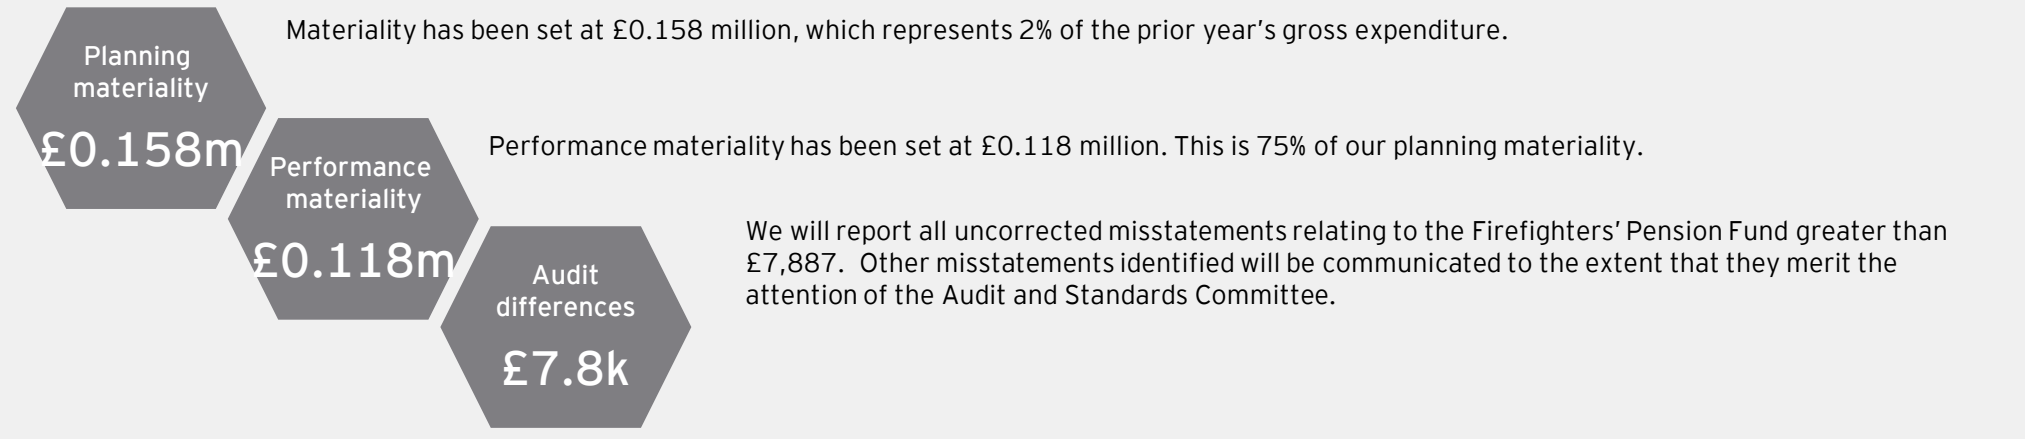 Planning
materiality
£0.158m
Materiality has been set at £0.158 million, which represents 2% of the prior year's gross expenditure.
Performance
materiality
£0.118m
Performance materiality has been set at £0.118 million. This is 75% of our planning materiality.
Audit
differences
£7.8k
We will report all uncorrected misstatements relating to the Firefighters' Pension Fund greater than
£7,887.  Other misstatements identified will be communicated to the extent that they merit the
attention of the Audit and Standards Committee.